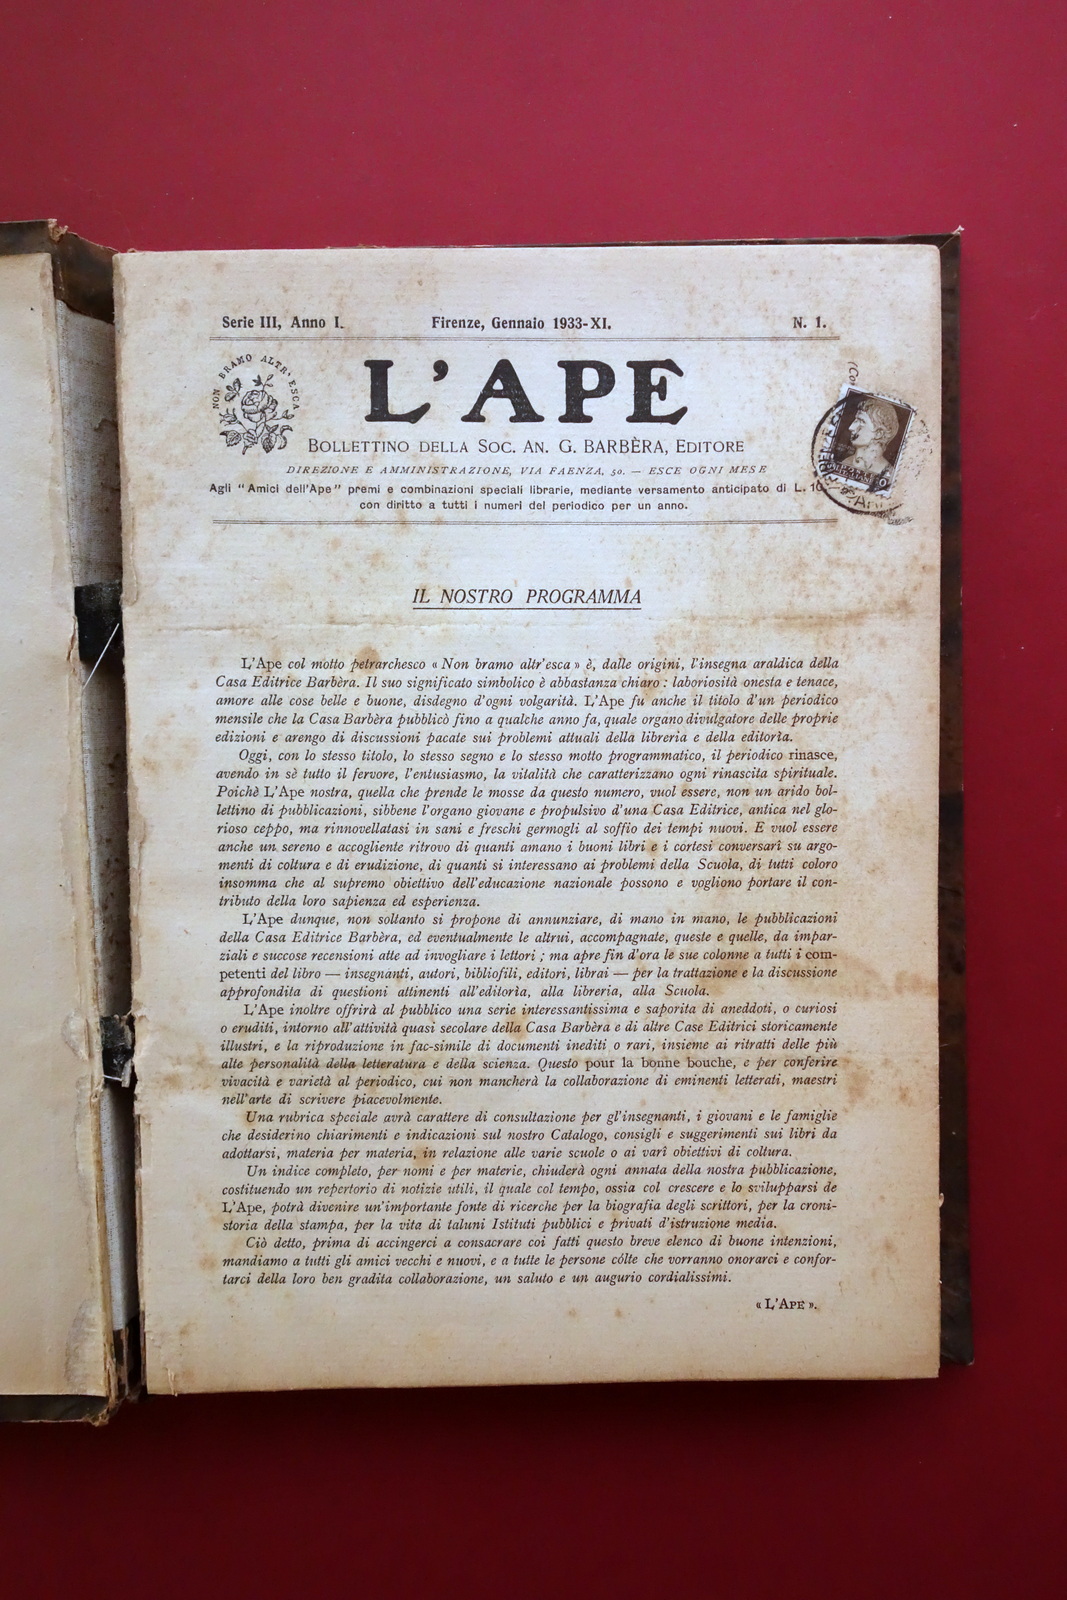 Serie III, Anno I. Firenze, Gennaio 1933-XI. N. 1.
NON BRAMO ALTR' ESCA
L'APE
BOLLETTINO DELLA SOC. AN. G. BARBÈRA, EDITORE
DIREZIONE E AMMINISTRAZIONE, VIA FAENZA, 50. — ESCE OGNI MESE
Agli "Amici dell'Ape" premi e combinazioni speciali librarie, mediante versamento anticipato di L. 10
con diritto a tutti i numeri del periodico per un anno.
IL NOSTRO PROGRAMMA
L'Ape col motto petrarchesco « Non bramo altr'esca » è, dalle origini, l'insegna araldica della
Casa Editrice Barbèra. Il suo significato simbolico è abbastanza chiaro : laboriosità onesta e tenace,
amore alle cose belle e buone, disdegno d'ogni volgarità. L'Ape fu anche il titolo d'un periodico
mensile che la Casa Barbèra pubblicò fino a qualche anno fa, quale organo divulgatore delle proprie
edizioni e arengo di discussioni pacate sui problemi attuali della libreria e della editorìa.
Oggi, con lo stesso titolo, lo stesso segno e lo stesso motto programmatico, il periodico rinasce,
avendo in sè tutto il fervore, l'entusiasmo, la vitalità che caratterizzano ogni rinascita spirituale.
Poichè L'Ape nostra, quella che prende le mosse da questo numero, vuol essere, non un arido bol-
lettino di pubblicazioni, sibbene l'organo giovane e propulsivo d'una Casa Editrice, antica nel glo-
rioso ceppo, ma rinnovellatasi in sani e freschi germogli al soffio dei tempi nuovi. E vuol essere
anche un sereno e accogliente ritrovo di quanti amano i buoni libri e i cortesi conversari su argo-
menti di coltura e di erudizione, di quanti si interessano ai problemi della Scuola, di tutti coloro
insomma che al supremo obiettivo dell'educazione nazionale possono e vogliono portare il con-
tributo della loro sapienza ed esperienza.
L'Ape dunque, non soltanto si propone di annunziare, di mano in mano, le pubblicazioni
della Casa Editrice Barbèra, ed eventualmente le altrui, accompagnate, queste e quelle, da impar-
ziali e succose recensioni atte ad invogliare i lettori ; ma apre fin d'ora le sue colonne a tutti i com-
petenti del libro — insegnanti, autori, bibliofili, editori, librai — per la trattazione e la discussione
approfondita di questioni attinenti all'editorìa, alla libreria, alla Scuola.
L'Ape inoltre offrirà al pubblico una serie interessantissima e saporita di aneddoti, o curiosi
o eruditi, intorno all'attività quasi secolare della Casa Barbèra e di altre Case Editrici storicamente
illustri, e la riproduzione in fac-simile di documenti inediti o rari, insieme ai ritratti delle più
alte personalità della letteratura e della scienza. Questo pour la bonne bouche, e per conferire
vivacità e varietà al periodico, cui non mancherà la collaborazione di eminenti letterati, maestri
nell'arte di scrivere piacevolmente.
Una rubrica speciale avrà carattere di consultazione per gl'insegnanti, i giovani e le famiglie
che desiderino chiarimenti e indicazioni sul nostro Catalogo, consigli e suggerimenti sui libri da
adottarsi, materia per materia, in relazione alle varie scuole o ai varî obiettivi di coltura.
Un indice completo, per nomi e per materie, chiuderà ogni annata della nostra pubblicazione,
costituendo un repertorio di notizie utili, il quale col tempo, ossia col crescere e lo svilupparsi de
L'Ape, potrà divenire un'importante fonte di ricerche per la biografia degli scrittori, per la croni-
storia della stampa, per la vita di taluni Istituti pubblici e privati d'istruzione media.
Ciò detto, prima di accingerci a consacrare coi fatti questo breve elenco di buone intenzioni,
mandiamo a tutti gli amici vecchi e nuovi, e a tutte le persone cólte che vorranno onorarci e confor-
tarci della loro ben gradita collaborazione, un saluto e un augurio cordialissimi.
« L'APE ».